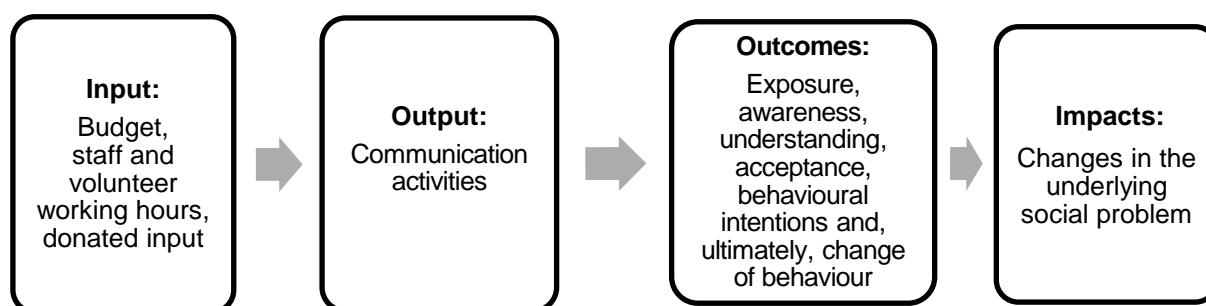 Input:
Budget,
staff and
volunteer
working hours,
donated input
Output:
Communication
activities
Outcomes:
Exposure,
awareness,
understanding,
acceptance,
behavioural
intentions and,
ultimately, change
of behaviour
Impacts:
Changes in the
underlying
social problem